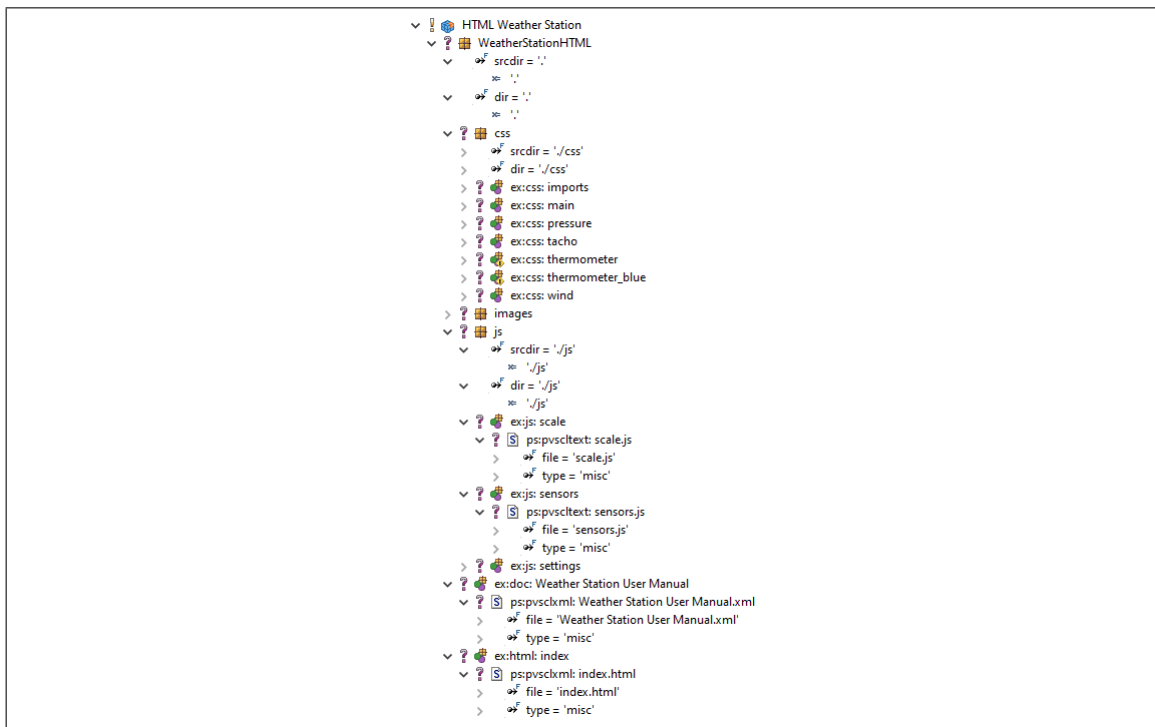 HTML Weather Station
WeatherStationHTML
srcdir = '.'
'.'
dir = '.'
'.'
css
srcdir = './css'
dir = './css'
ex:css: imports
ex:css: main
ex:css: pressure
ex:css: tacho
ex:css: thermometer
ex:css: thermometer_blue
ex:css: wind
images
js
srcdir = './js'
'./js'
dir = './js'
'./js'
ex:js: scale
ps:pvscltext: scale.js
file = 'scale.js'
type = 'misc'
ex:js: sensors
ps:pvscltext: sensors.js
file = 'sensors.js'
type = 'misc'
ex:js: settings
ex:doc: Weather Station User Manual
ps:pvsclxml: Weather Station User Manual.xml
file = 'Weather Station User Manual.xml'
type = 'misc'
ex:html: index
ps:pvsclxml: index.html
file = 'index.html'
type = 'misc'